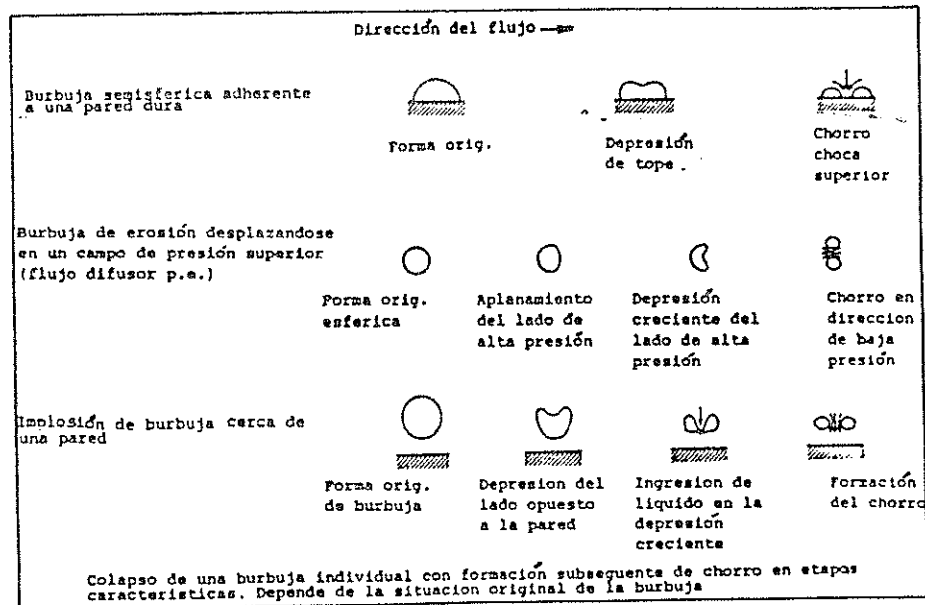 Dirección del flujo
Burbuja semisferica adherente
a una pared dura
Forma orig.
Depresión
de tope.
Chorro
choca
superior
Burbuja de erosión desplazandose
en un campo de presión superior
(flujo difusor p.e.)
Forma orig.
esferica
Aplanamiento
del lado de
alta presión
Depresión
creciente del
lado de alta
presión
Chorro en
direccion
de baja
presión
Implosión de burbuja cerca de
una pared
Forma orig.
de burbuja
Depresion del
lado opuesto
a la pared
Ingresion de
liquido en la
depresión
creciente
Formación
del chorro
Colapso de una burbuja individual con formación subsequente de chorro en etapas
caracteristicas. Depende de la situacion original de la burbuja